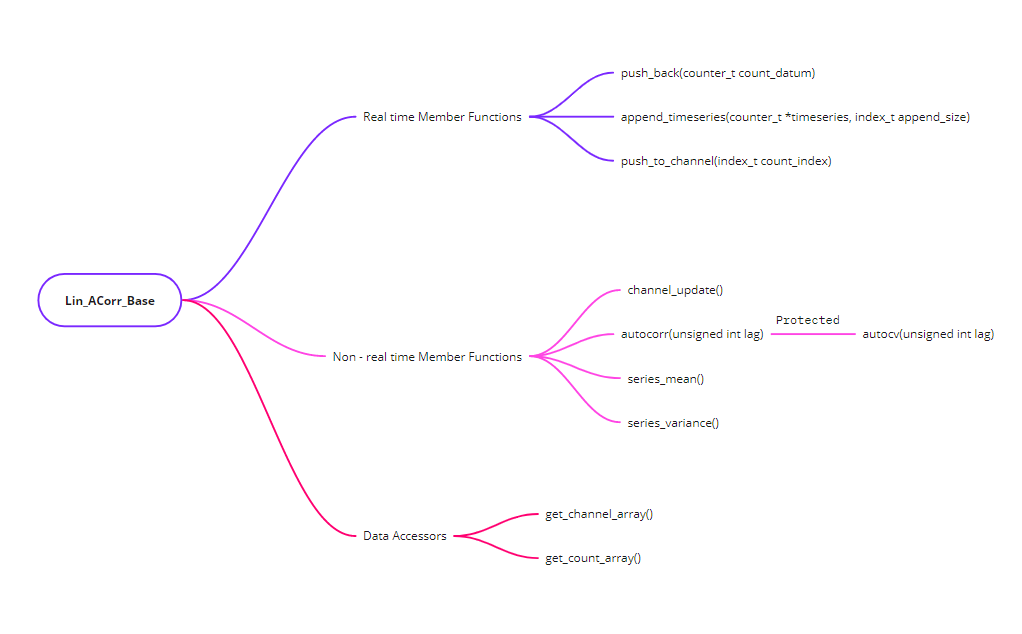 push_back(counter_t count_datum)
Real time Member Functions
append_timeseries(counter_t *timeseries, index_t append_size)
push_to_channel(index_t count_index)
Lin_ACorr_Base
channel_update()
Protected
autocorr(unsigned int lag)
autocv(unsigned int lag)
Non - real time Member Functions
series_mean()
series_variance()
get_channel_array()
Data Accessors
get_count_array()